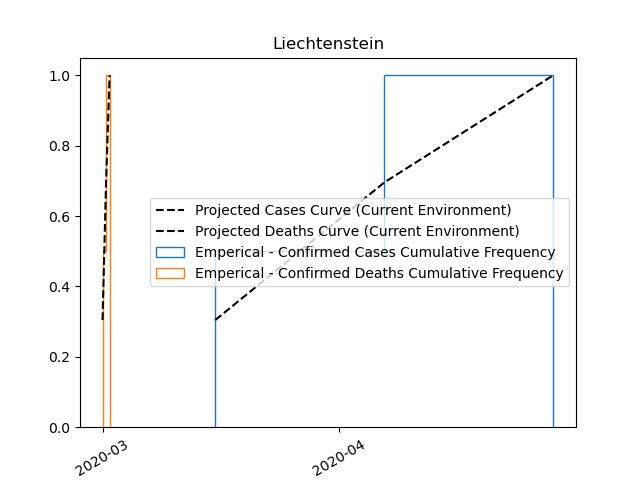 Liechtenstein
1.0
0.8
0.6
0.4
0.2
0.0
Projected Cases Curve (Current Environment)
Projected Deaths Curve (Current Environment)
Emperical - Confirmed Cases Cumulative Frequency
Emperical - Confirmed Deaths Cumulative Frequency
2020-03
2020-04